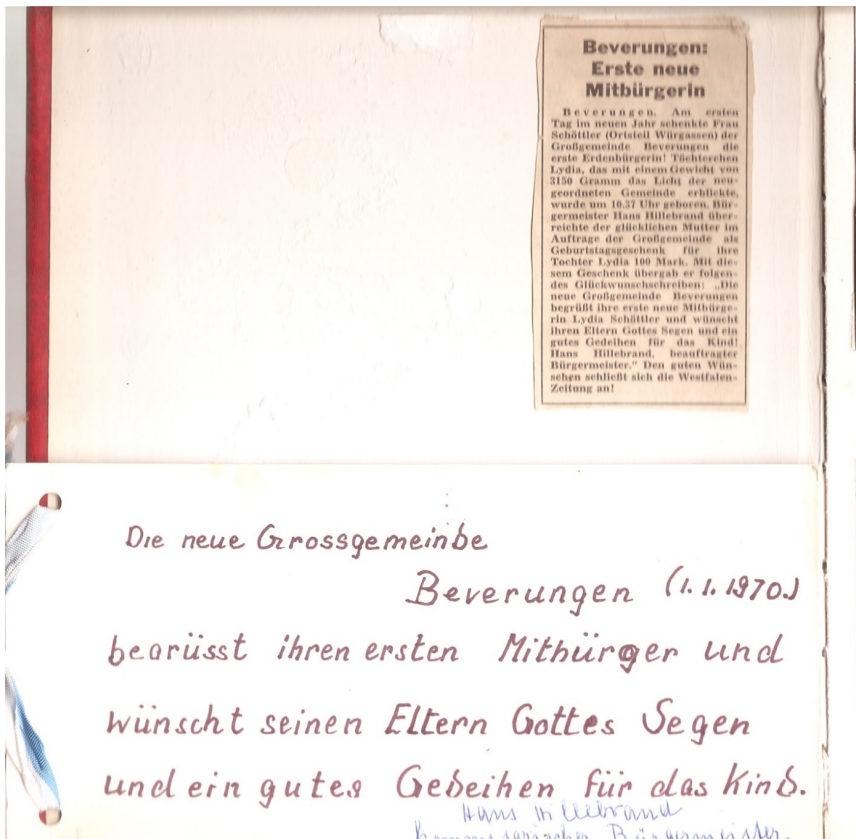 Beverungen:
Erste neue
Mitbürgerin
Beverungen. Am ersten
Tag im neuen Jahr schenkte Frau
Schöttler (Ortsteil Würgassen) der
Großgemeinde Beverungen die
erste Erdenbürgerin! Töchterchen
Lydia, das mit einem Gewicht von
3150 Gramm das Licht der neu-
geordneten Gemeinde erblickte,
wurde um 10.37 Uhr geboren. Bür-
germeister Hans Hillebrand über-
reichte der glücklichen Mutter im
Auftrage der Großgemeinde als
Geburtstagsgeschenk für ihre
Tochter Lydia 100 Mark. Mit die-
sem Geschenk übergab er folgen-
des Glückwunschschreiben: „Die
neue Großgemeinde Beverungen
begrüßt ihre erste neue Mitbürge-
rin Lydia Schöttler und wünscht
ihren Eltern Gottes Segen und ein
gutes Gedeihen für das Kind!
Hans Hillebrand, beauftragter
Bürgermeister.“ Den guten Wün-
schen schließt sich die Westfalen-
Zeitung an!
Die neue Grossgemeinde
Beverungen (1.1.1970.)
begrüsst ihren ersten Mitbürger und
wünscht seinen Eltern Gottes Segen
und ein gutes Gedeihen für das Kind.
Hans Hillebrand
kommissarischer Bürgermeister.